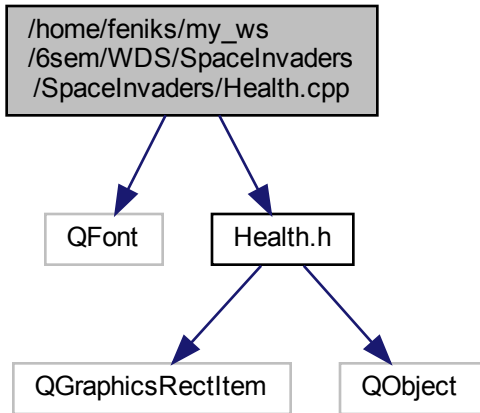 /home/feniks/my_ws
/6sem/WDS/SpaceInvaders
/SpaceInvaders/Health.cpp
QFont
Health.h
QGraphicsRectItem
QObject